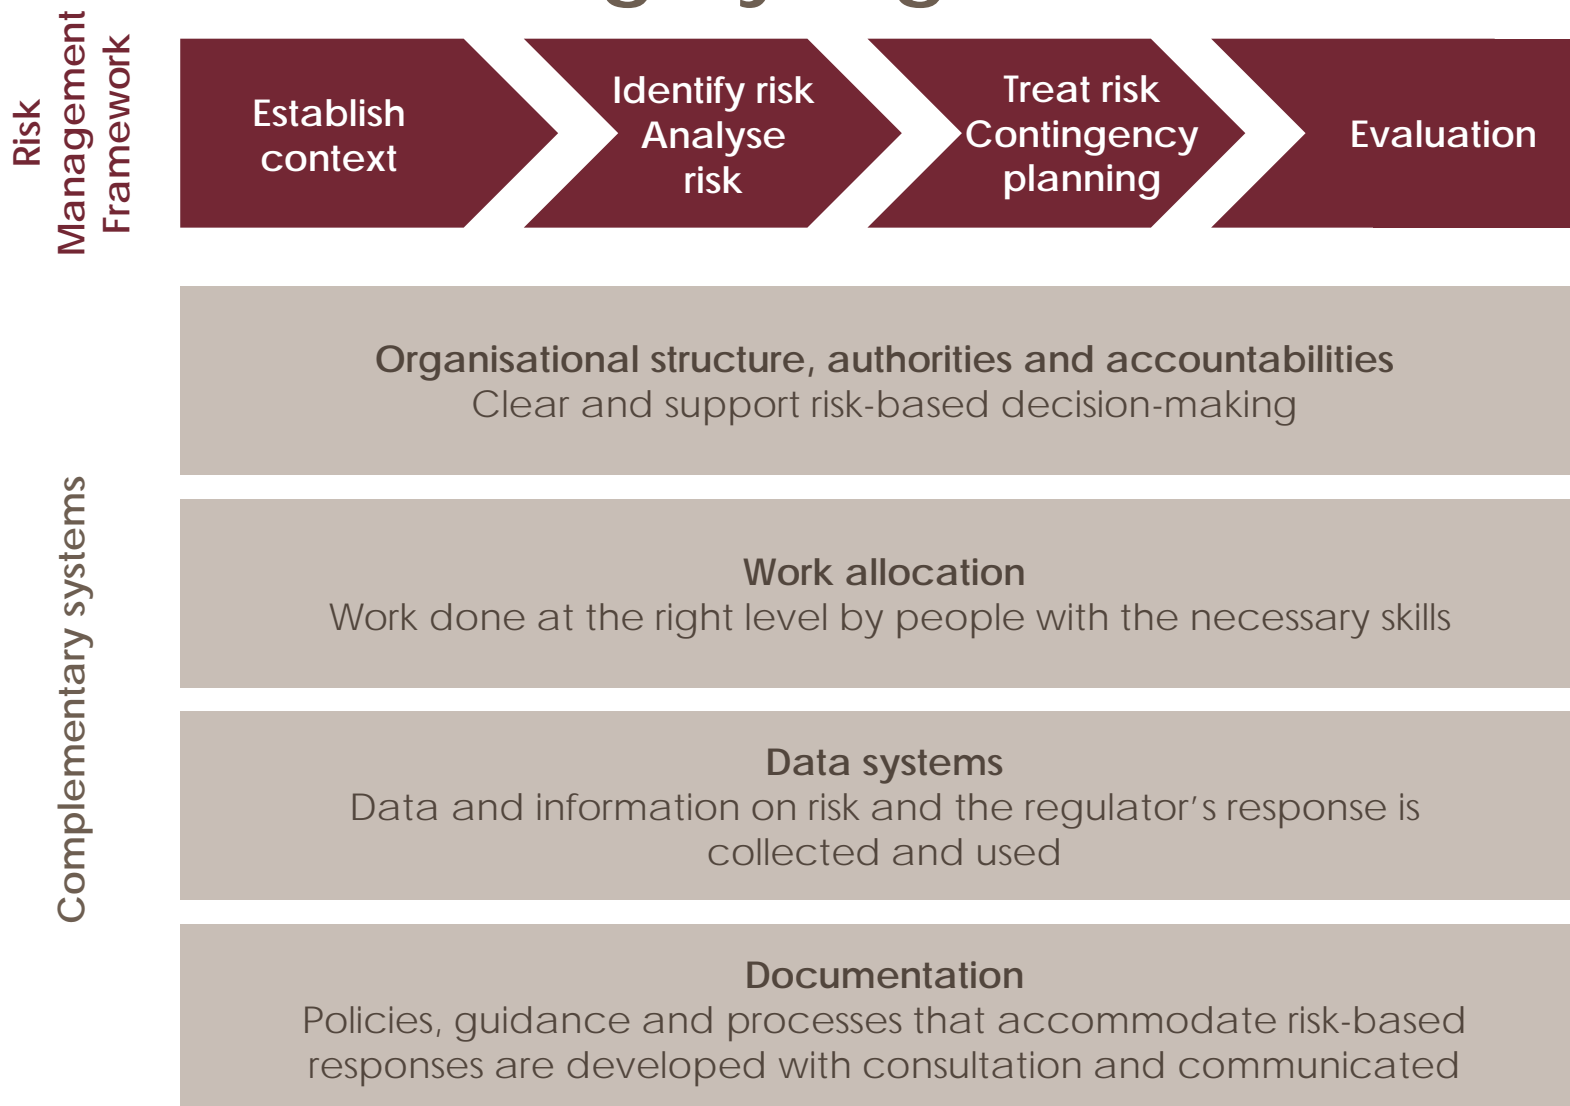 Risk
Management
Framework
Establish
context
Identify risk
Analyse
risk
Treat risk
Contingency
planning
Evaluation
Complementary systems
Organisational structure, authorities and accountabilities
Clear and support risk-based decision-making
Work allocation
Work done at the right level by people with the necessary skills
Data systems
Data and information on risk and the regulator’s response is
collected and used
Documentation
Policies, guidance and processes that accommodate risk-based
responses are developed with consultation and communicated